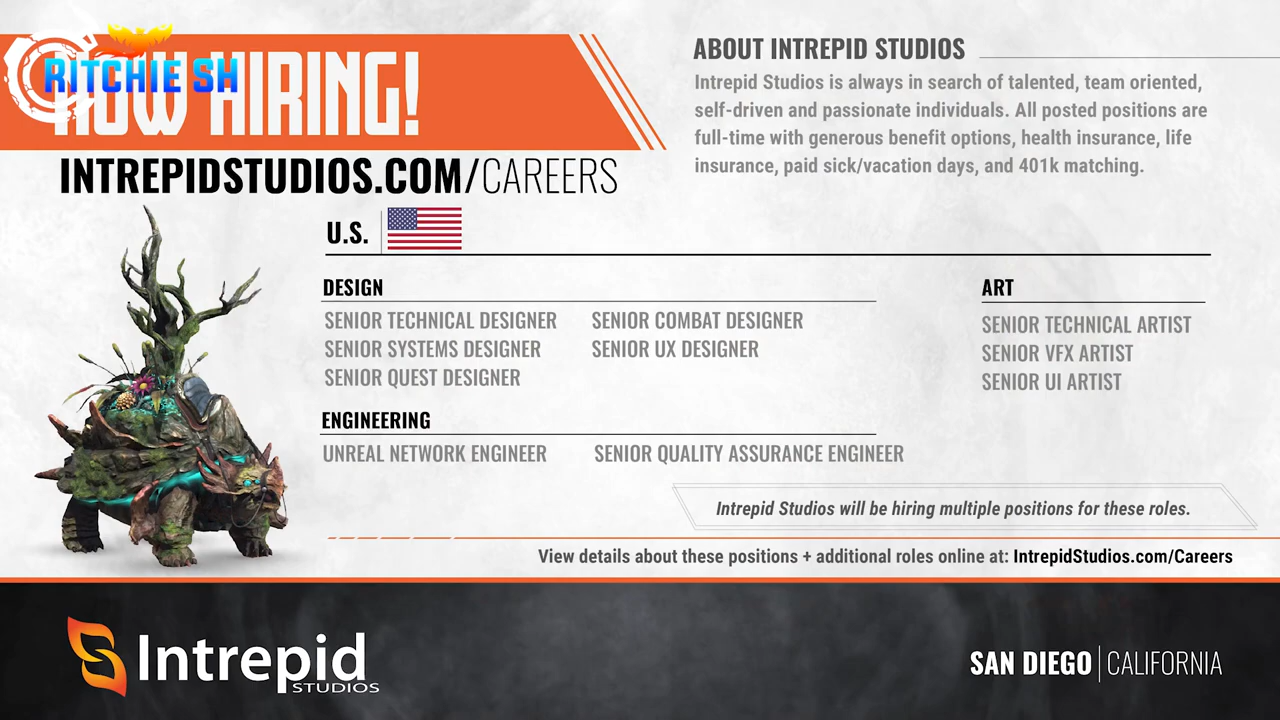 RITCHIE SH
NOW HIRING!
INTREPIDSTUDIOS.COM/CAREERS
ABOUT INTREPID STUDIOS
Intrepid Studios is always in search of talented, team oriented,
self-driven and passionate individuals. All posted positions are
full-time with generous benefit options, health insurance, life
insurance, paid sick/vacation days, and 401k matching.
U.S.
DESIGN
SENIOR TECHNICAL DESIGNER
SENIOR SYSTEMS DESIGNER
SENIOR QUEST DESIGNER
SENIOR COMBAT DESIGNER
SENIOR UX DESIGNER
ART
SENIOR TECHNICAL ARTIST
SENIOR VFX ARTIST
SENIOR UI ARTIST
ENGINEERING
UNREAL NETWORK ENGINEER
SENIOR QUALITY ASSURANCE ENGINEER
Intrepid Studios will be hiring multiple positions for these roles.
View details about these positions + additional roles online at: IntrepidStudios.com/Careers
Intrepid
STUDIOS
SAN DIEGO CALIFORNIA